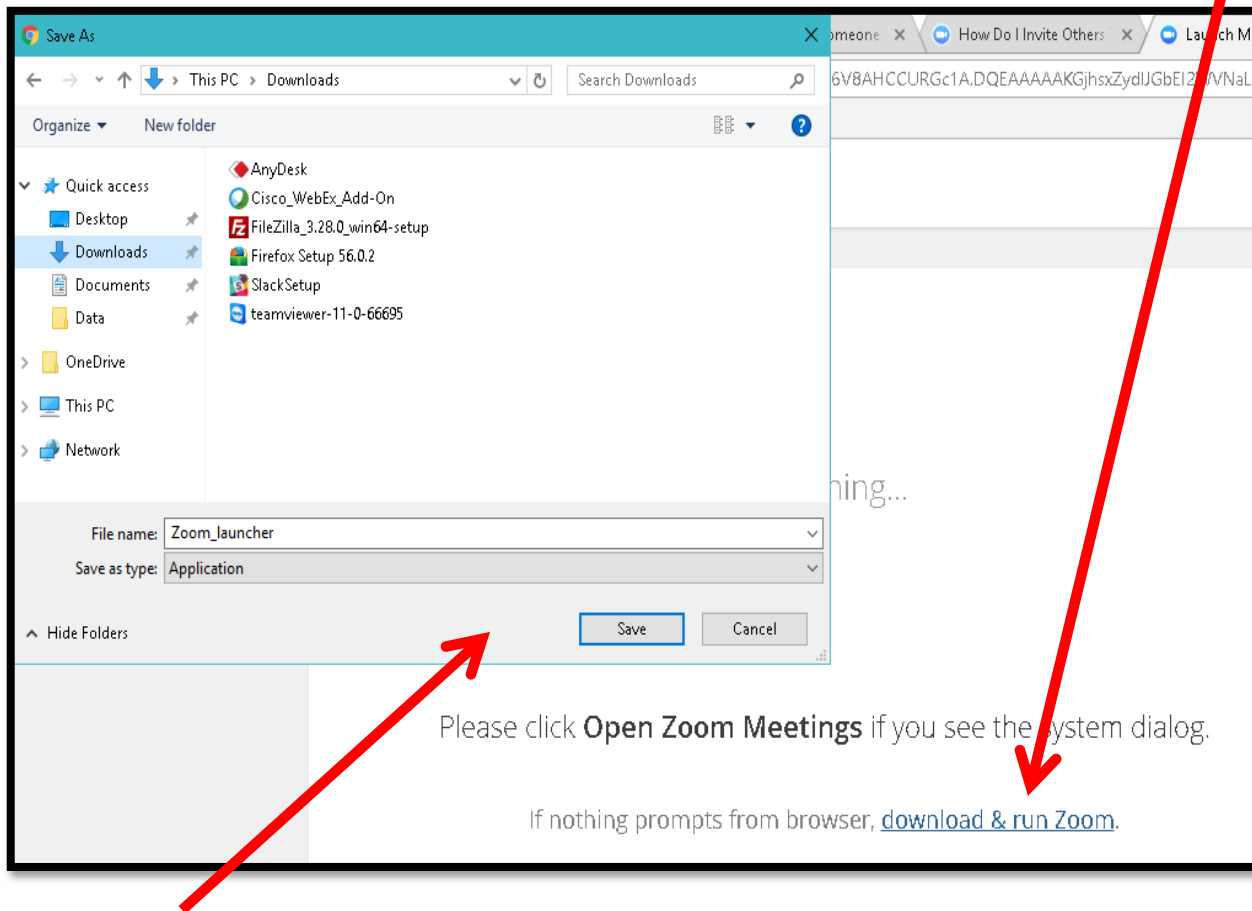 Save As
omeone
How Do I Invite Others
Launch M
This PC > Downloads
Search Downloads
Organize
New folder
Quick access
Desktop
Downloads
Documents
Data
OneDrive
This PC
Network
AnyDesk
Cisco_WebEx_Add-On
FileZilla_3.28.0_win64-setup
Firefox Setup 56.0.2
SlackSetup
teamviewer-11-0-66695
hing...
File name: Zoom_launcher
Save as type: Application
Hide Folders
Save
Cancel
Please click Open Zoom Meetings if you see the system dialog.
If nothing prompts from browser, download & run Zoom.